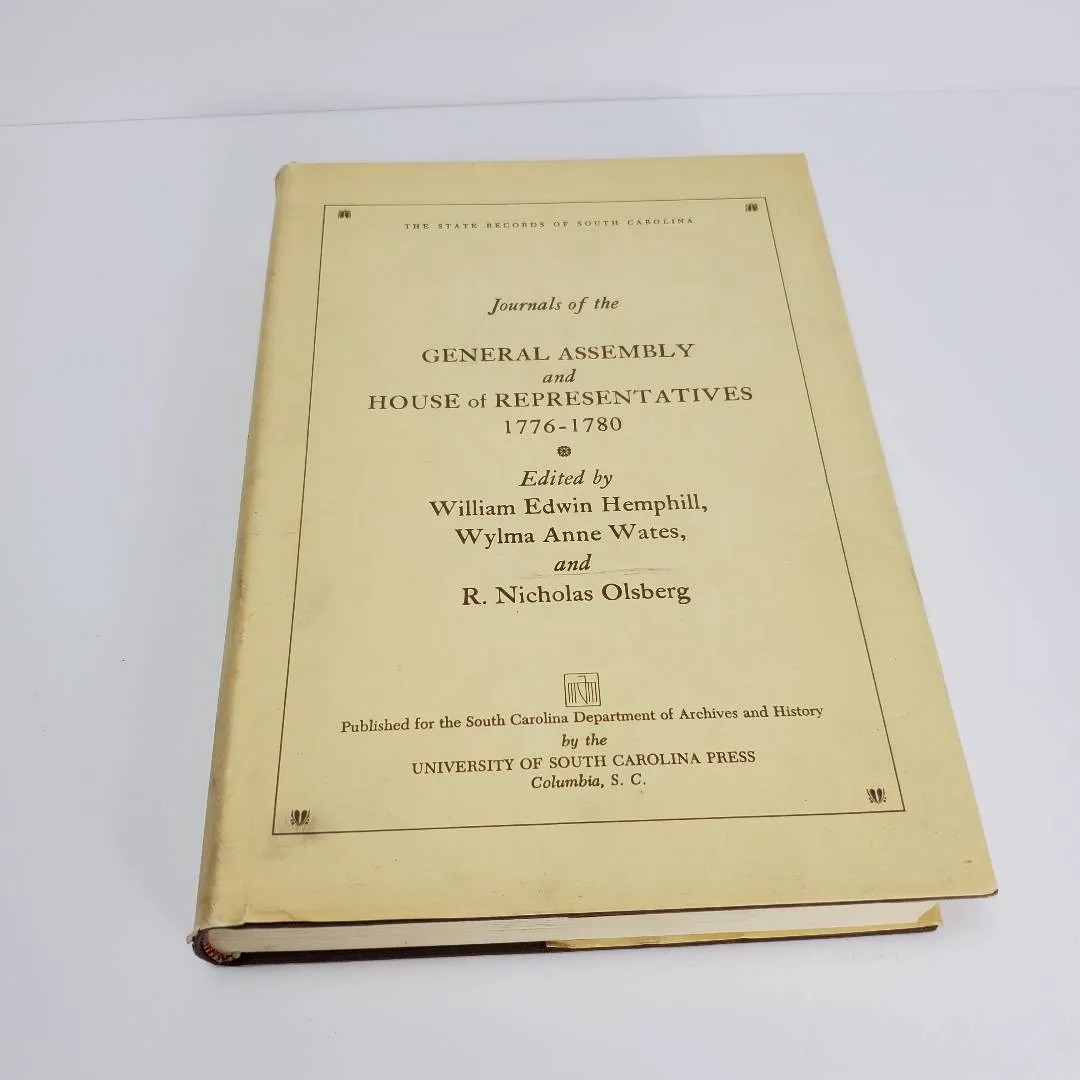 THE STATE RECORDS OF SOUTH CAROLINA
Journals of the
GENERAL ASSEMBLY
and
HOUSE of REPRESENTATIVES
1776-1780
Edited by
William Edwin Hemphill,
Wylma Anne Wates,
and
R. Nicholas Olsberg
Published for the South Carolina Department of Archives and History
by the
UNIVERSITY OF SOUTH CAROLINA PRESS
Columbia, S. C.